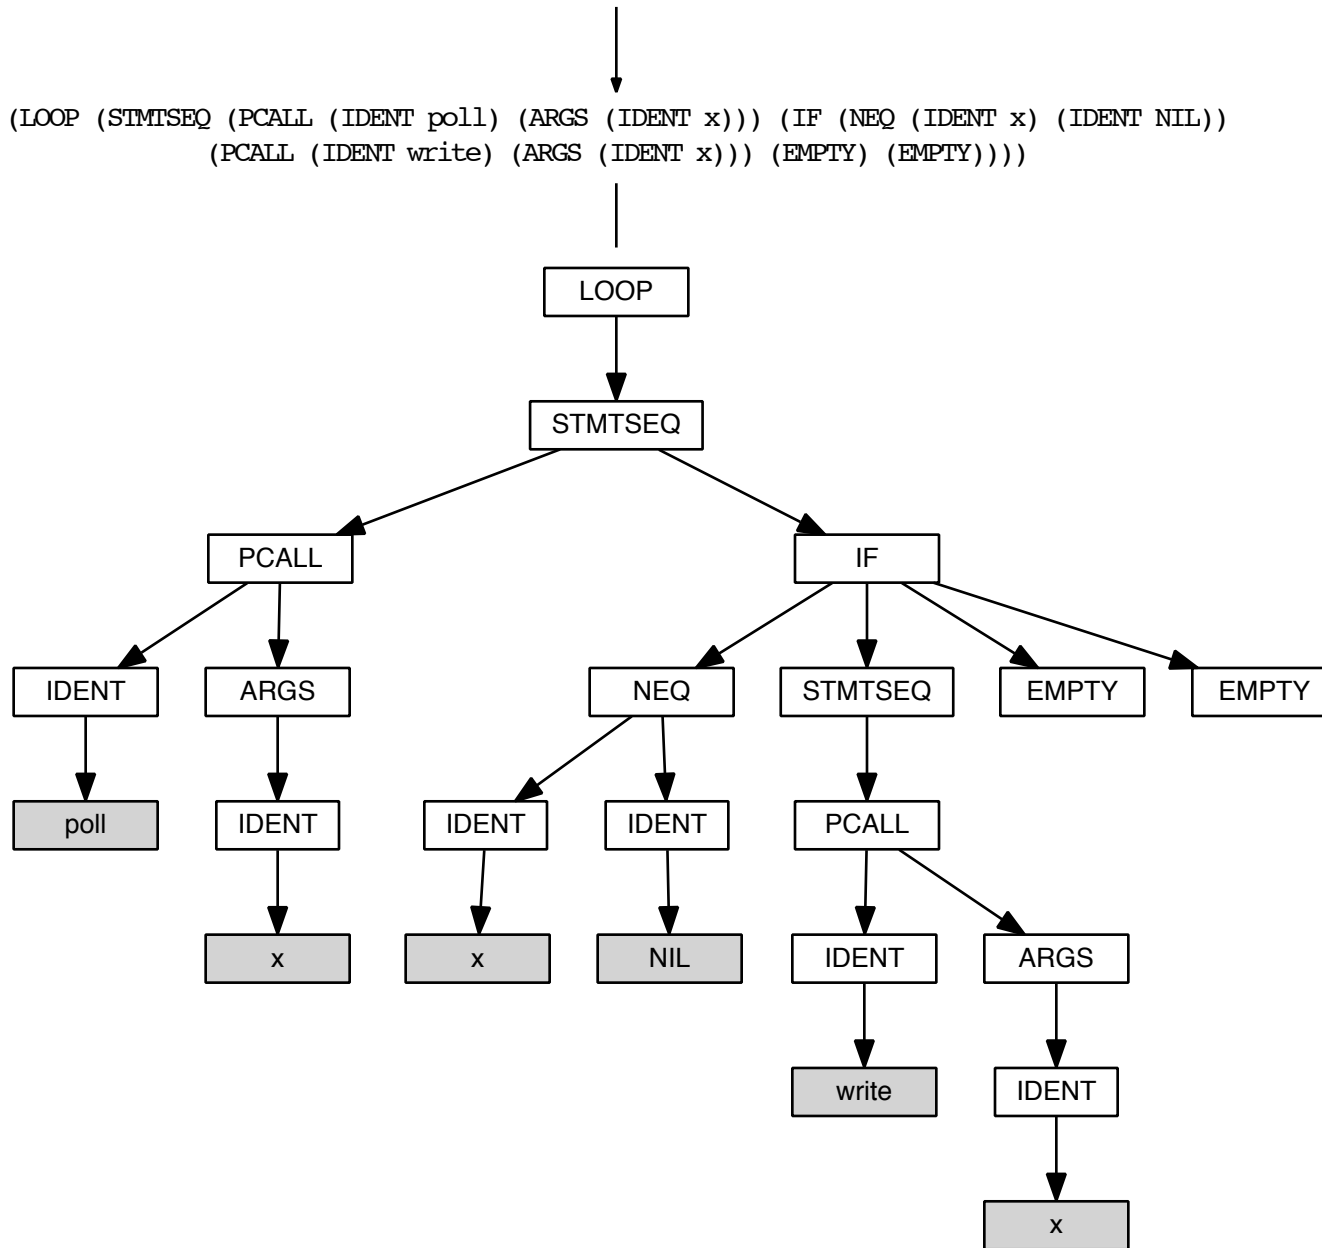 (LOOP (STMTSEQ (PCALL (IDENT poll) (ARGS (IDENT x))) (IF (NEQ (IDENT x) (IDENT NIL))
(PCALL (IDENT write) (ARGS (IDENT x))) (EMPTY) (EMPTY))))
LOOP
STMTSEQ
PCALL IF
IDENT ARGS NEQ STMTSEQ EMPTY EMPTY
poll IDENT IDENT IDENT PCALL
x x NIL IDENT ARGS
write IDENT
x